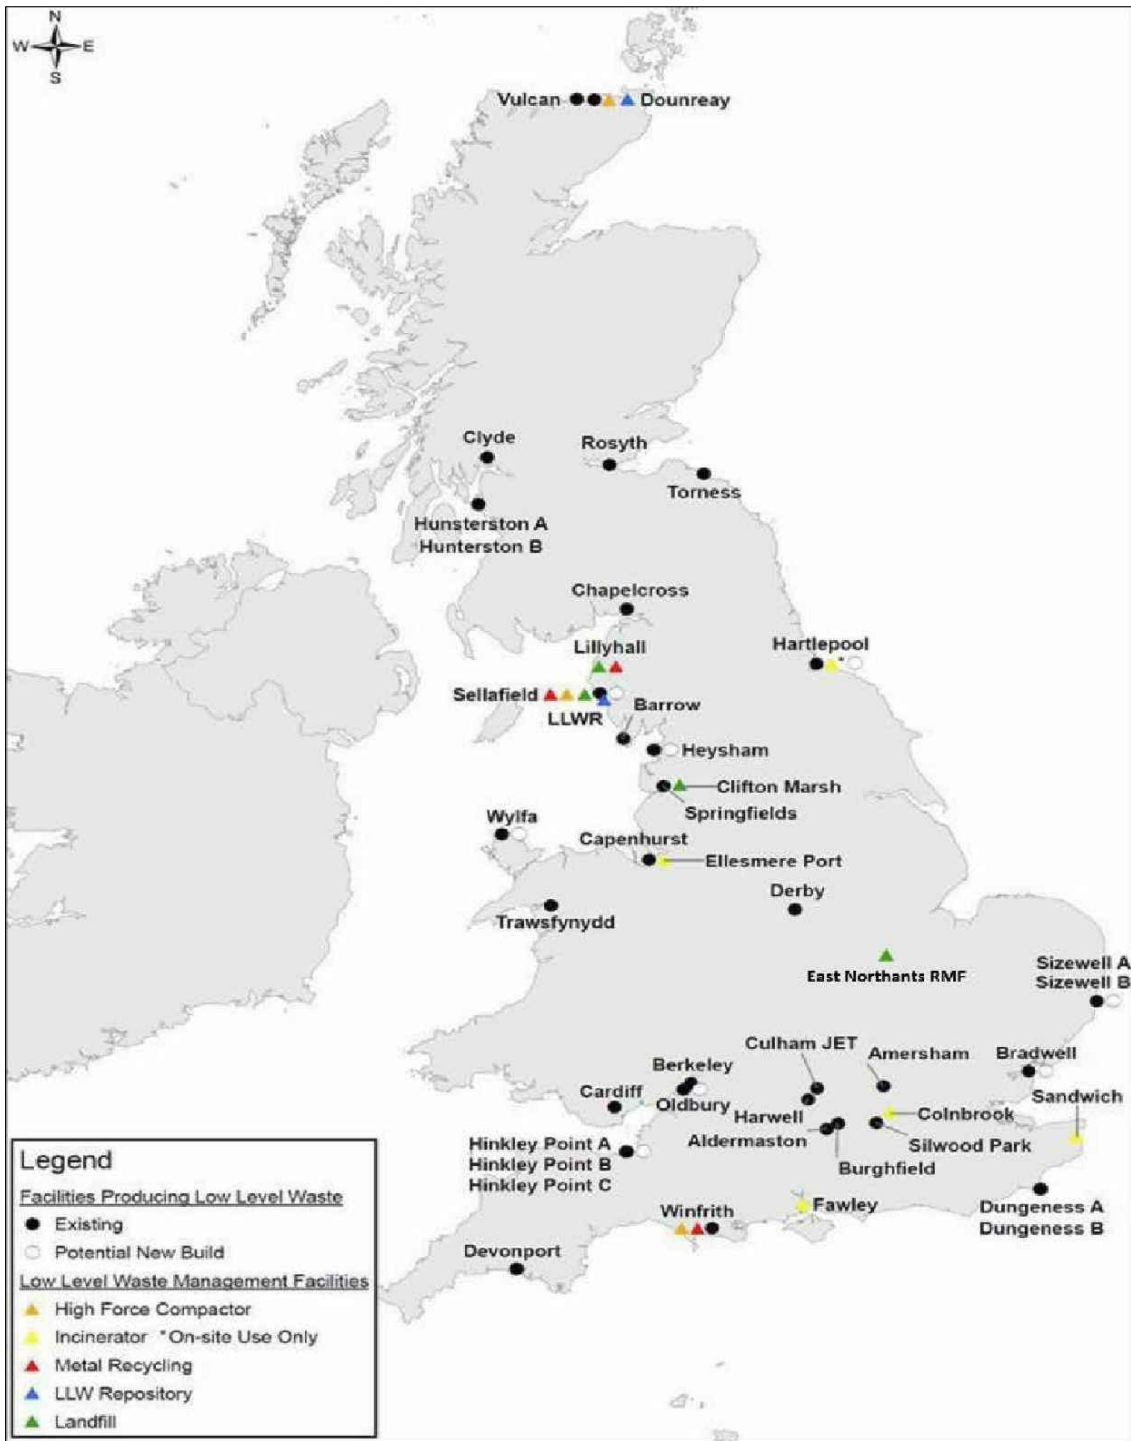 N
W E
S
Vulcan Dounreay
Clyde
Rosyth
Torness
Hunsterston A
Hunterston B
Chapelcross
Lillyhall
Hartlepool
*
Sellafield
LLWR
Barrow
Heysham
Clifton Marsh
Springfields
Wylfa
Capenhurst
Ellesmere Port
Derby
Trawsfynydd
East Northants RMF
Sizewell A
Sizewell B
Culham JET
Amersham
Bradwell
Berkeley
Sandwich
Cardiff
Oldbury
Harwell
Colnbrook
Aldermaston
Silwood Park
Burghfield
Hinkley Point A
Hinkley Point B
Hinkley Point C
Winfrith
Fawley
Dungeness A
Dungeness B
Devonport
Legend
Facilities Producing Low Level Waste
Existing
Potential New Build
Low Level Waste Management Facilities
High Force Compactor
Incinerator *On-site Use Only
Metal Recycling
LLW Repository
Landfill